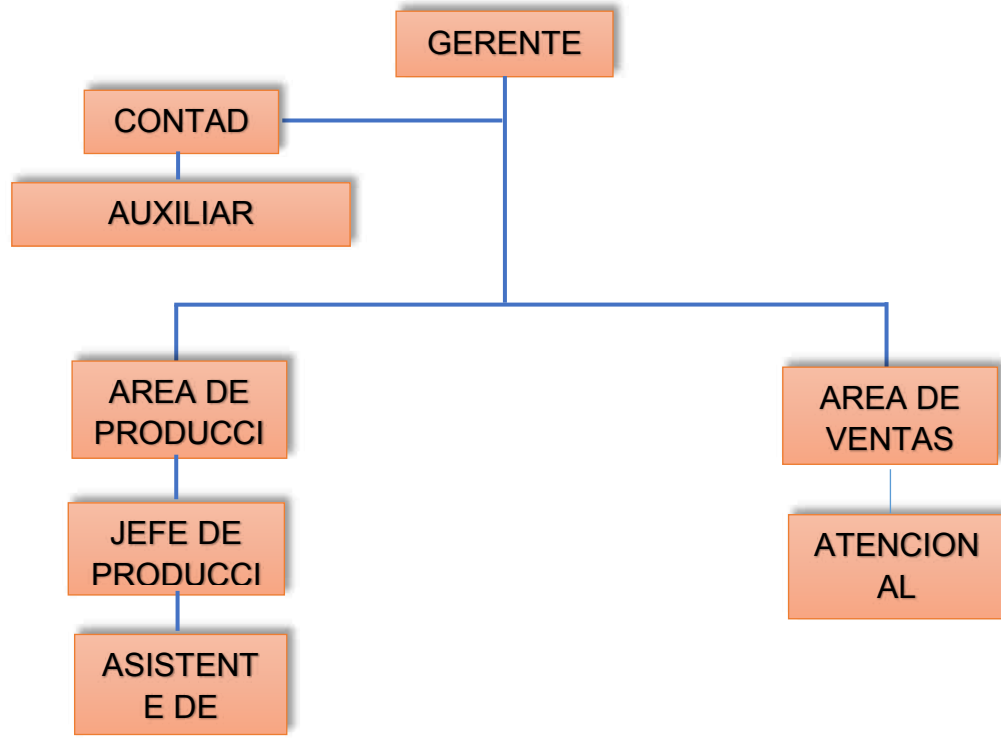 GERENTE
CONTAD
AUXILIAR
AREA DE
PRODUCCI
AREA DE
VENTAS
JEFE DE
PRODUCCI
ATENCION
AL
ASISTENT
E DE